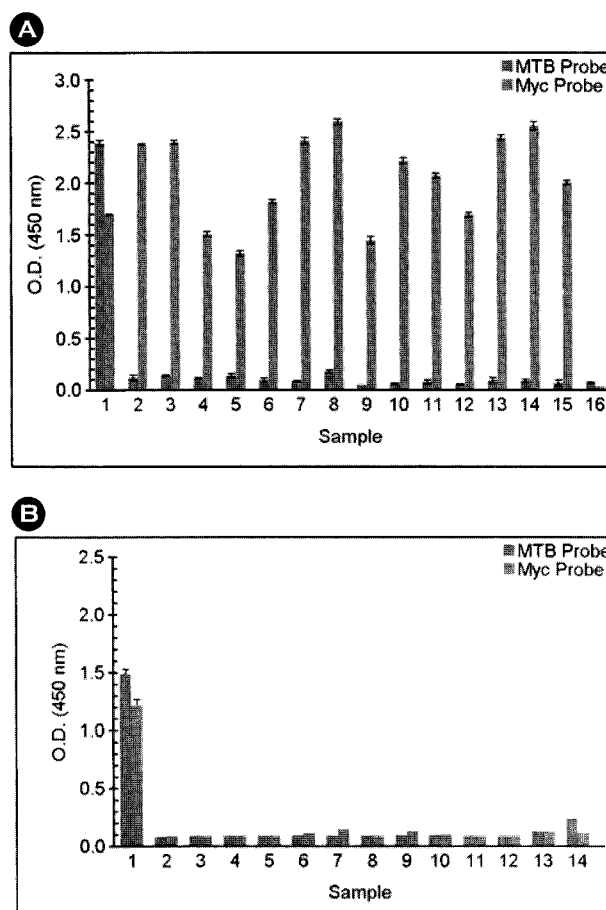 A
MTB Probe
Myc Probe
3.0
2.5
2.0
1.5
1.0
0.5
0.0
O.D. (450 nm)
1 2 3 4 5 6 7 8 9 10 11 12 13 14 15 16
Sample
B
MTB Probe
Myc Probe
2.5
2.0
1.5
1.0
0.5
0.0
O.D. (450 nm)
1 2 3 4 5 6 7 8 9 10 11 12 13 14
Sample